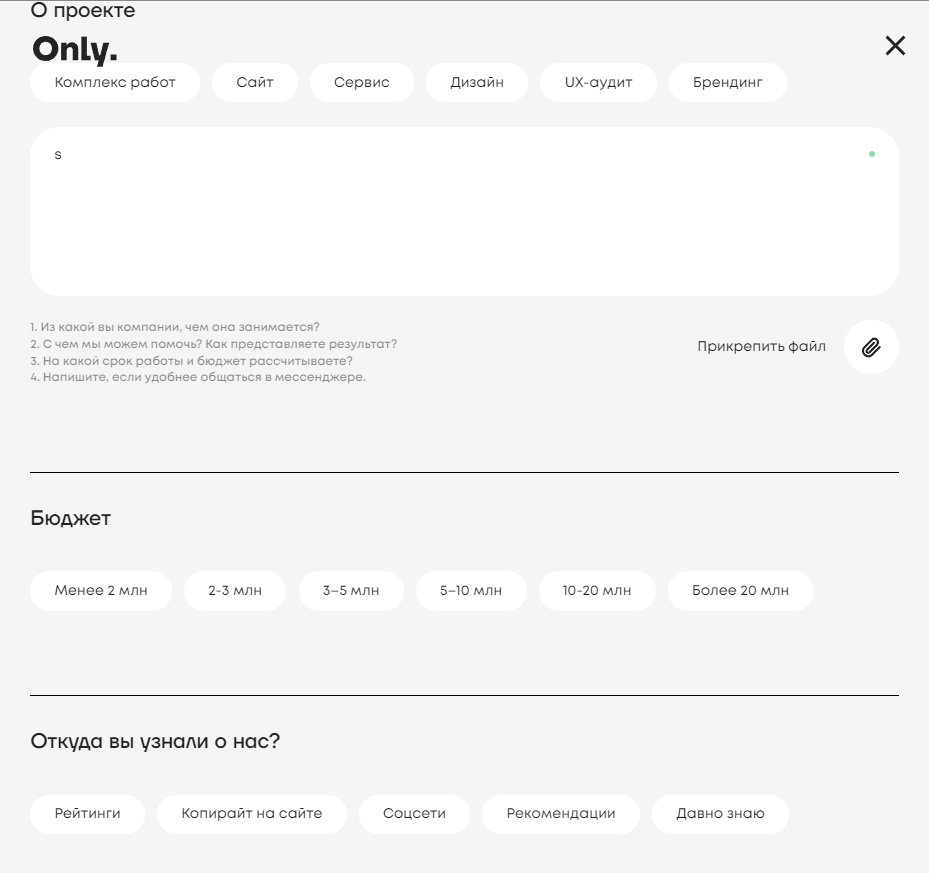 О проекте
Only.
Комплекс работ
Сайт
Сервис
Дизайн
UX-аудит
Брендинг
s
1. Из какой вы компании, чем она занимается?
2. С чем мы можем помочь? Как представляете результат?
3. На какой срок работы и бюджет рассчитываете?
4. Напишите, если удобнее общаться в мессенджере.
Прикрепить файл
Бюджет
Менее 2 млн
2-3 млн
3–5 млн
5–10 млн
10-20 млн
Более 20 млн
Откуда вы узнали о нас?
Рейтинги
Копирайт на сайте
Соцсети
Рекомендации
Давно знаю